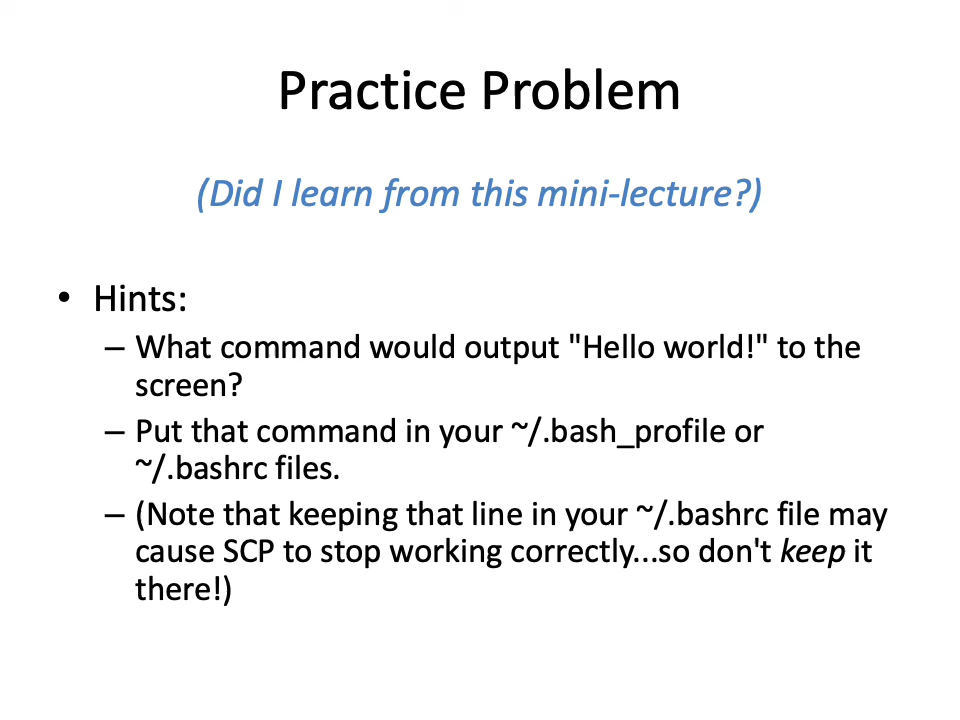 Practice Problem
(Did I learn from this mini-lecture?)
• Hints:
– What command would output "Hello world!" to the
screen?
– Put that command in your ~/.bash_profile or
~/.bashrc files.
– (Note that keeping that line in your ~/.bashrc file may
cause SCP to stop working correctly...so don't keep it
there!)